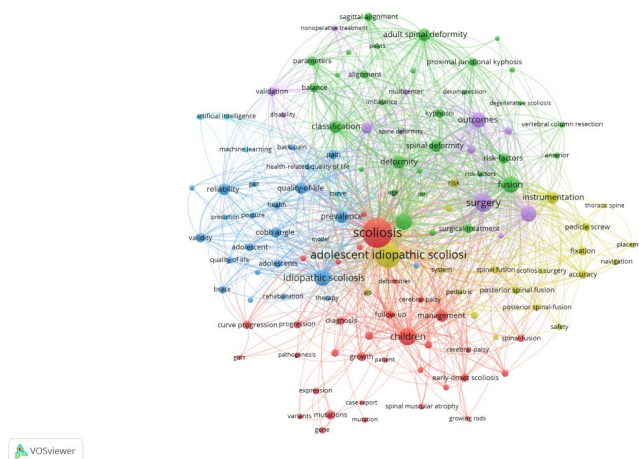 sagittal alignment
nonoperative treatment
adult spinal deformity
pelvis
parameters
proximal junctional kyphosis
alignment
validation
balance
multicenter
decompression
imbalance
degenerative scoliosis
artificial intelligence
disability
kyphosis
outcomes
classification
spine deformity
vertebral column resection
machine learning
back pain
pain
spinal deformity
health-related quality of life
deformity
risk-factors
anterior
reliability
quality-of-life
curve
age
risk
risk factors
fusion
health
surgery
instrumentation
thoracic spine
prediction
posture
prevalence
validity
cobb angle
model
scoliosis
surgical-treatment
pedicle screw
placem
adolescent
adolescent idiopathic scoliosi
fixation
navigation
quality of life
adolescents
system
spinal fusion
scoliosis surgery
accuracy
idiopathic scoliosis
deformities
brace
rehabilitation
therapy
aid
pediatric
posterior spinal fusion
cerebral palsy
posterior spinal-fusion
follow-up
management
curve progression
progression
diagnosis
safety
children
spinal-fusion
girls
pathogenesis
growth
patient
cerebral-palsy
early-onset scoliosis
expression
case report
spinal muscular atrophy
growing rods
variants
mutations
mutation
gene
VOSviewer